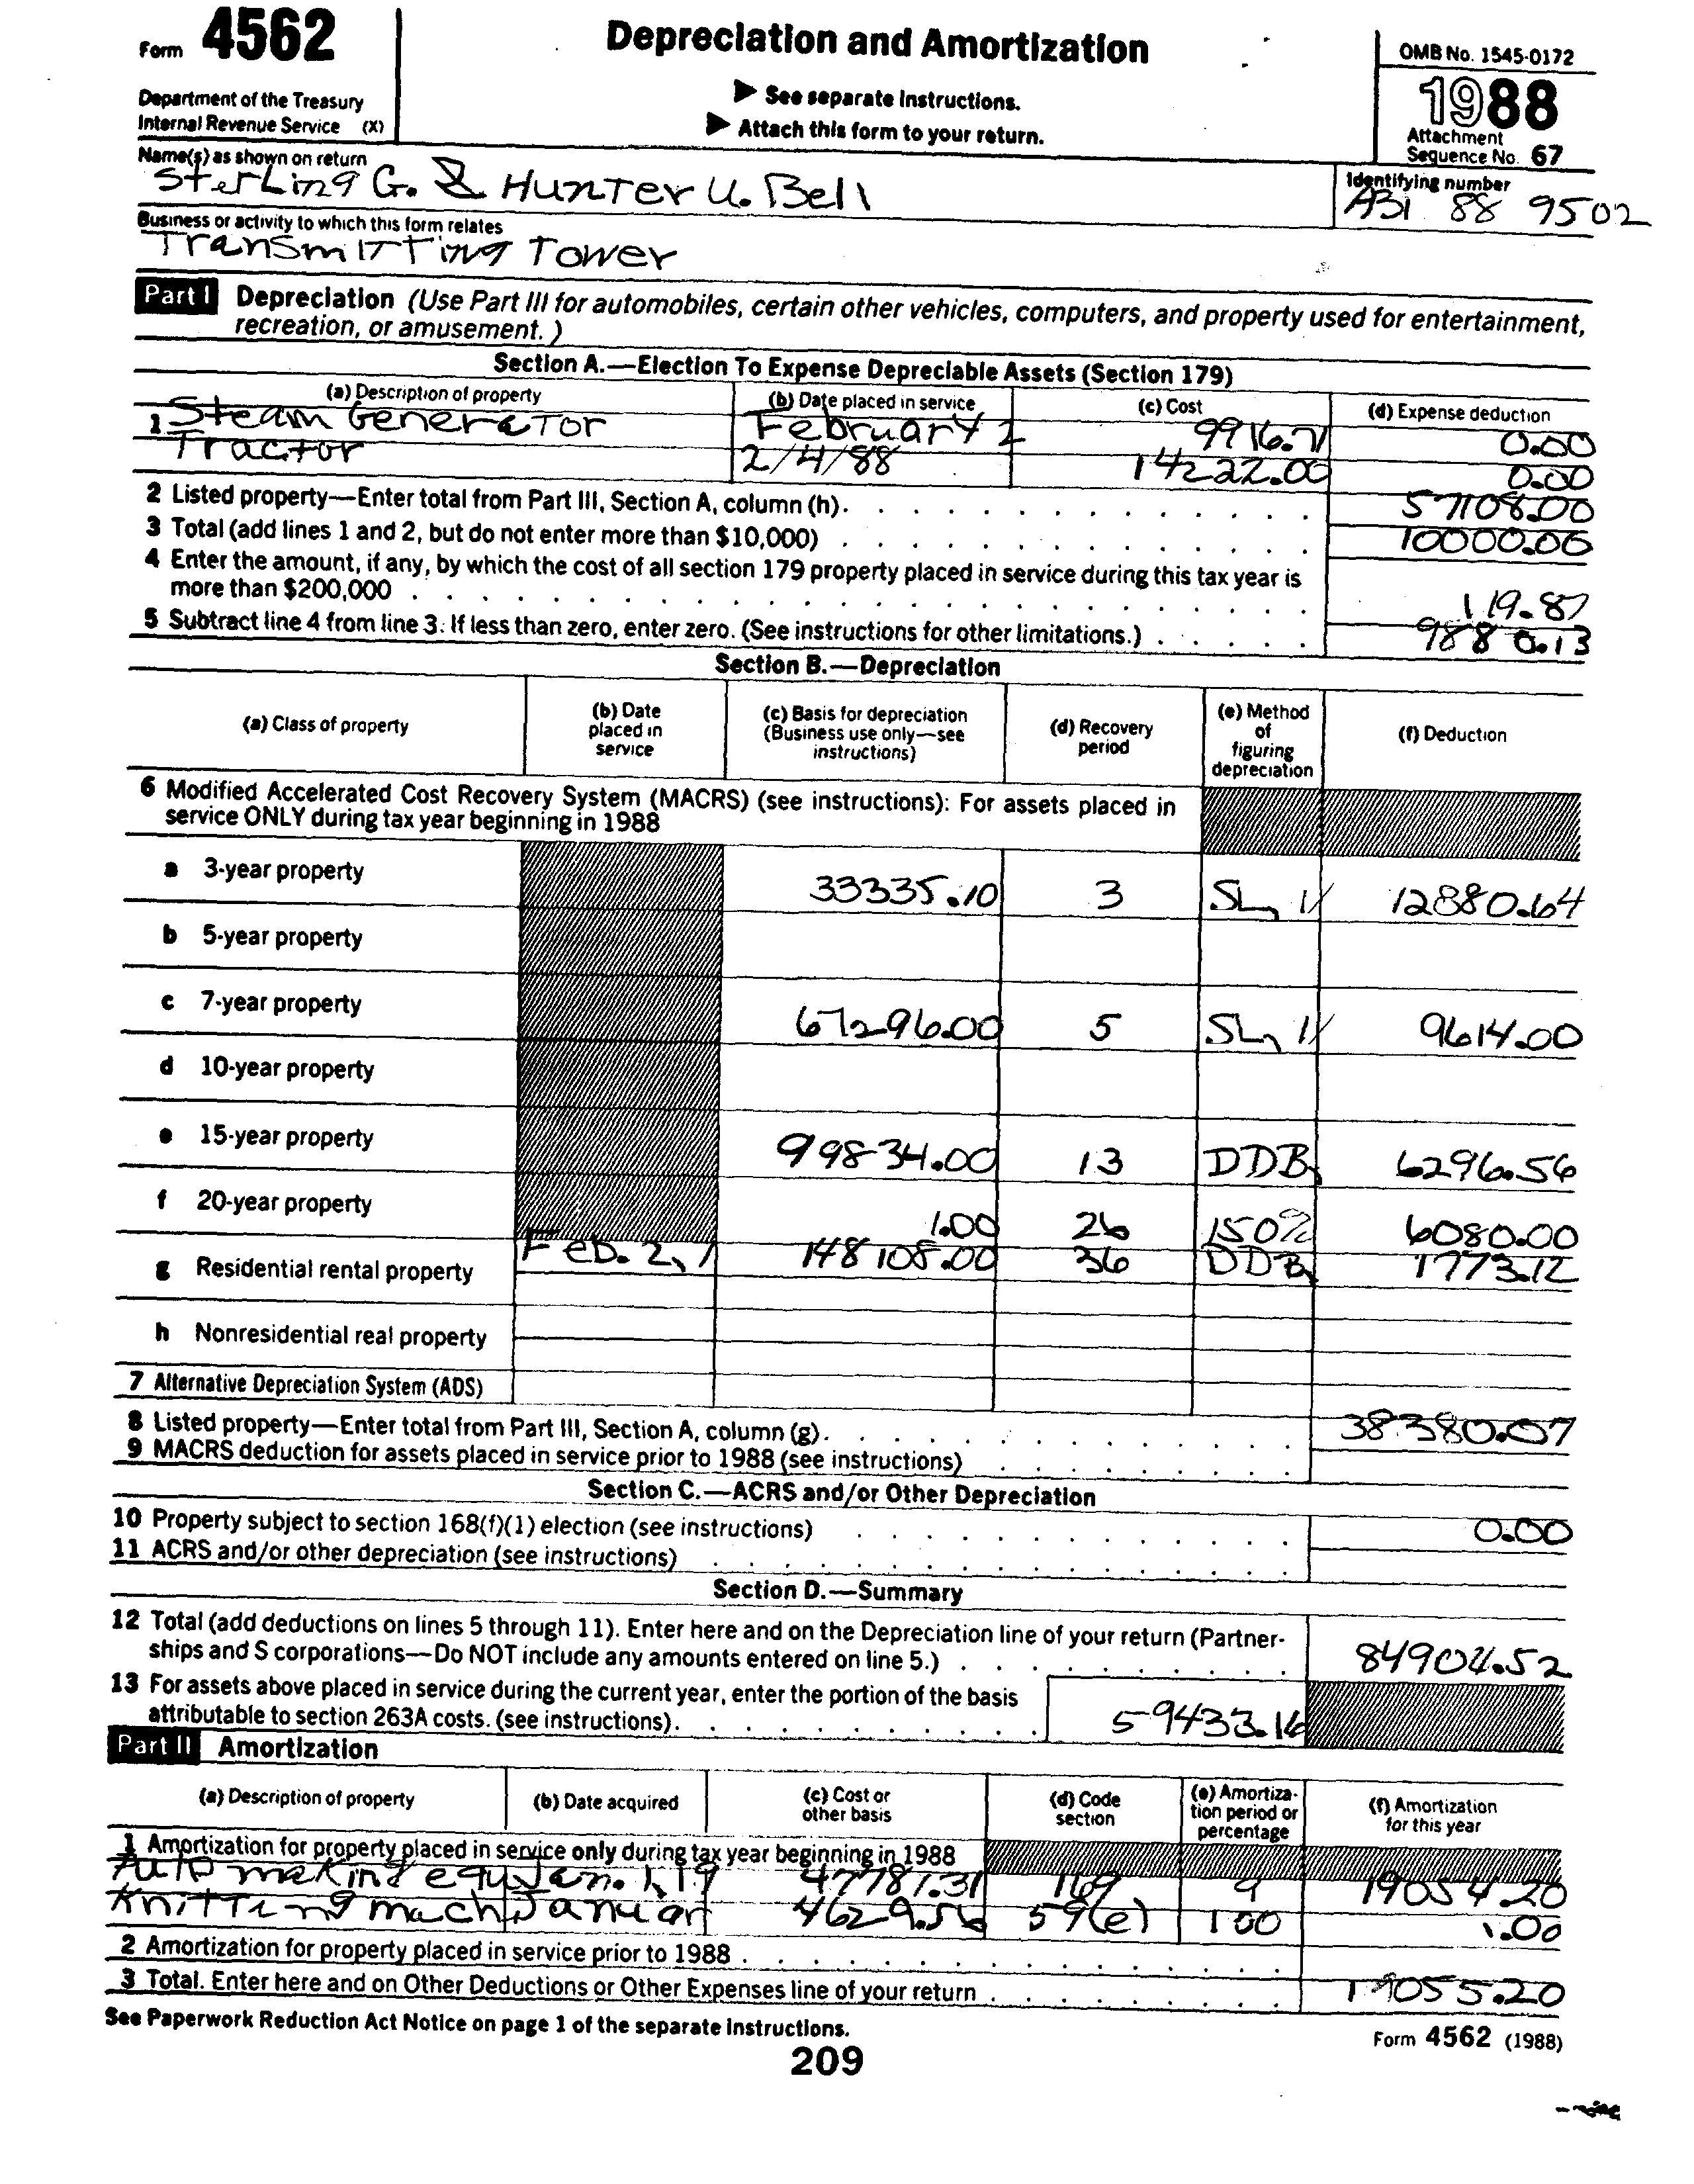 Form 4562
Department of the Treasury
Internal Revenue Service (X)
Depreciation and Amortization
▶ See separate Instructions.
▶ Attach this form to your return.
OMB No. 1545-0172
1988
Attachment
Sequence No. 67
Name(s) as shown on return
SterLing G. & HunTer U. Bell
Identifying number
AB1 88 9502
Business or activity to which this form relates
TransmiTTing Tower
Part I Depreciation (Use Part III for automobiles, certain other vehicles, computers, and property used for entertainment,
recreation, or amusement.)
Section A.—Election To Expense Depreciable Assets (Section 179)
(a) Description of property (b) Date placed in service (c) Cost (d) Expense deduction
1 Steam GeneraTor February 2 9916.71 0.00
Tractor 2/4/88 14222.00 0.00
2 Listed property—Enter total from Part III, Section A, column (h). 57108.00
3 Total (add lines 1 and 2, but do not enter more than $10,000) 10000.00
4 Enter the amount, if any, by which the cost of all section 179 property placed in service during this tax year is
more than $200,000 119.87
5 Subtract line 4 from line 3. If less than zero, enter zero. (See instructions for other limitations.) 9880.13
Section B.—Depreciation
(a) Class of property (b) Date placed in service (c) Basis for depreciation (Business use only—see instructions) (d) Recovery period (e) Method of figuring depreciation (f) Deduction
6 Modified Accelerated Cost Recovery System (MACRS) (see instructions): For assets placed in
service ONLY during tax year beginning in 1988
a 3-year property 33335.10 3 SL, 12880.64
b 5-year property
c 7-year property 67296.00 5 SL, 9614.00
d 10-year property
e 15-year property 99834.00 13 DDB, 6296.56
f 20-year property 1.00 26 150% 6080.00
g Residential rental property Feb. 2, 1 148105.00 36 DDB, 1773.12
h Nonresidential real property
7 Alternative Depreciation System (ADS)
8 Listed property—Enter total from Part III, Section A, column (g). 38380.07
9 MACRS deduction for assets placed in service prior to 1988 (see instructions)
Section C.—ACRS and/or Other Depreciation
10 Property subject to section 168(f)(1) election (see instructions) 0.00
11 ACRS and/or other depreciation (see instructions)
Section D.—Summary
12 Total (add deductions on lines 5 through 11). Enter here and on the Depreciation line of your return (Partner-
ships and S corporations—Do NOT include any amounts entered on line 5.) 84904.52
13 For assets above placed in service during the current year, enter the portion of the basis
attributable to section 263A costs. (see instructions). 59433.16
Part II Amortization
(a) Description of property (b) Date acquired (c) Cost or other basis (d) Code section (e) Amortiza-tion period or percentage (f) Amortization for this year
1 Amortization for property placed in service only during tax year beginning in 1988
Auto making equ Jan. 1, 19 47781.31 169 9 19054.20
KniTTing mach Januar 4629.56 59(e) 100 1.00
2 Amortization for property placed in service prior to 1988
3 Total. Enter here and on Other Deductions or Other Expenses line of your return 19055.20
See Paperwork Reduction Act Notice on page 1 of the separate Instructions.
Form 4562 (1988)
209